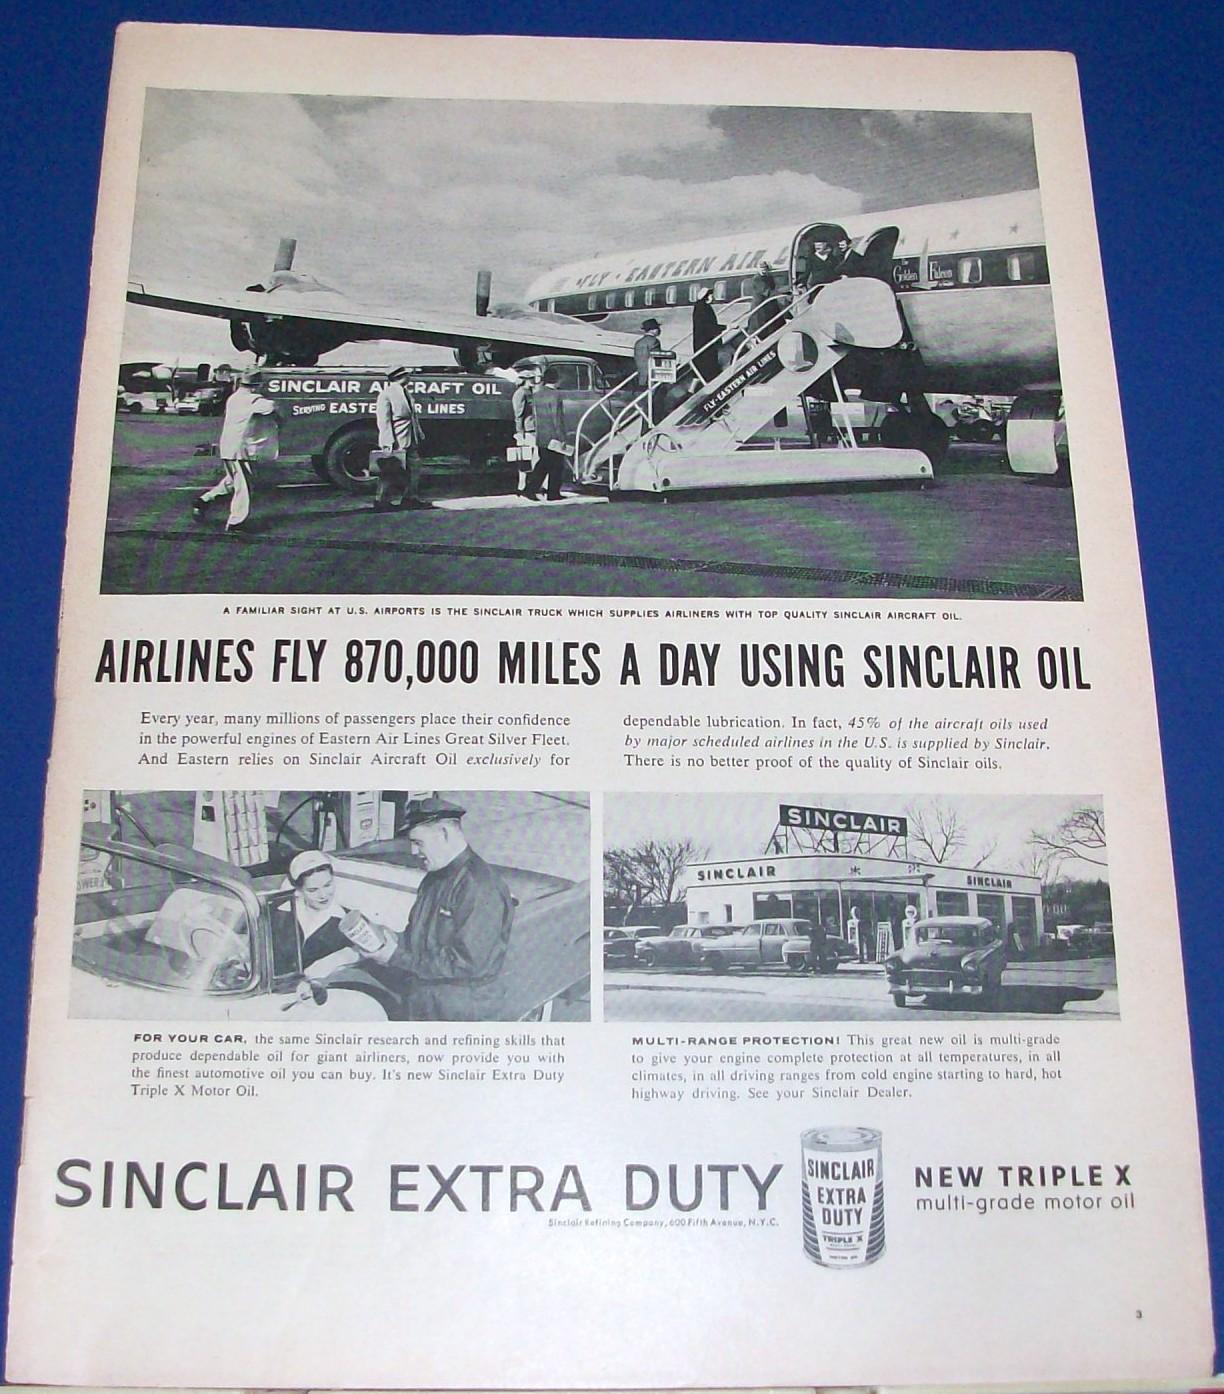 FLY - EASTERN AIR L
Golden Falcon
FLY-EASTERN AIR LINES
SINCLAIR AIRCRAFT OIL
SERVING EASTERN AIR LINES
A FAMILIAR SIGHT AT U.S. AIRPORTS IS THE SINCLAIR TRUCK WHICH SUPPLIES AIRLINERS WITH TOP QUALITY SINCLAIR AIRCRAFT OIL.
AIRLINES FLY 870,000 MILES A DAY USING SINCLAIR OIL
Every year, many millions of passengers place their confidence
in the powerful engines of Eastern Air Lines Great Silver Fleet.
And Eastern relies on Sinclair Aircraft Oil exclusively for
dependable lubrication. In fact, 45% of the aircraft oils used
by major scheduled airlines in the U.S. is supplied by Sinclair.
There is no better proof of the quality of Sinclair oils.
SINCLAIR
SINCLAIR
SINCLAIR
FOR YOUR CAR, the same Sinclair research and refining skills that
produce dependable oil for giant airliners, now provide you with
the finest automotive oil you can buy. It's new Sinclair Extra Duty
Triple X Motor Oil.
MULTI-RANGE PROTECTION! This great new oil is multi-grade
to give your engine complete protection at all temperatures, in all
climates, in all driving ranges from cold engine starting to hard, hot
highway driving. See your Sinclair Dealer.
SINCLAIR EXTRA DUTY
Sinclair Refining Company, 600 Fifth Avenue, N.Y.C.
SINCLAIR
EXTRA
DUTY
TRIPLE X
MOTOR OIL
NEW TRIPLE X
multi-grade motor oil
3